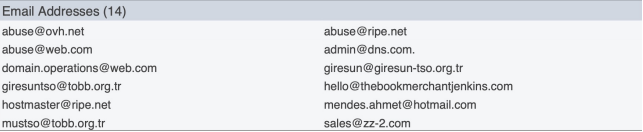 Email Addresses (14)
abuse@ovh.net abuse@ripe.net
abuse@web.com admin@dns.com.
domain.operations@web.com giresun@giresun-tso.org.tr
giresuntso@tobb.org.tr hello@thebookmerchantjenkins.com
hostmaster@ripe.net mendes.ahmet@hotmail.com
mustso@tobb.org.tr sales@zz-2.com